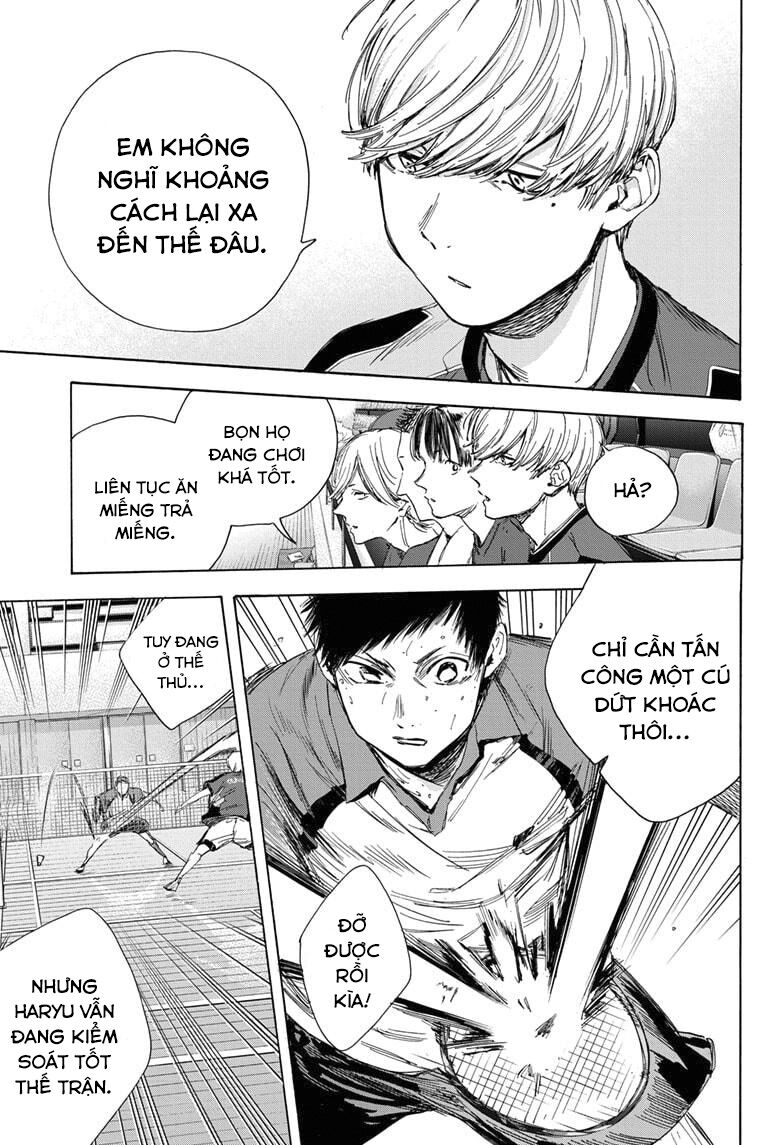 EM KHÔNG
NGHĨ KHOẢNG
CÁCH LẠI XA
ĐẾN THẾ ĐÂU.
HẢ?
BỌN HỌ
ĐANG CHƠI
KHÁ TỐT.
LIÊN TỤC ĂN
MIẾNG TRẢ
MIẾNG.
CHỈ CẦN TẤN
CÔNG MỘT CÚ
DỨT KHOÁC
THÔI...
ĐỠ
ĐƯỢC
RỒI
KÌA!
TUY ĐANG
Ở THẾ
THỦ...
NHƯNG
HARYU VẪN
ĐANG KIỂM
SOÁT TỐT
THẾ TRẬN.